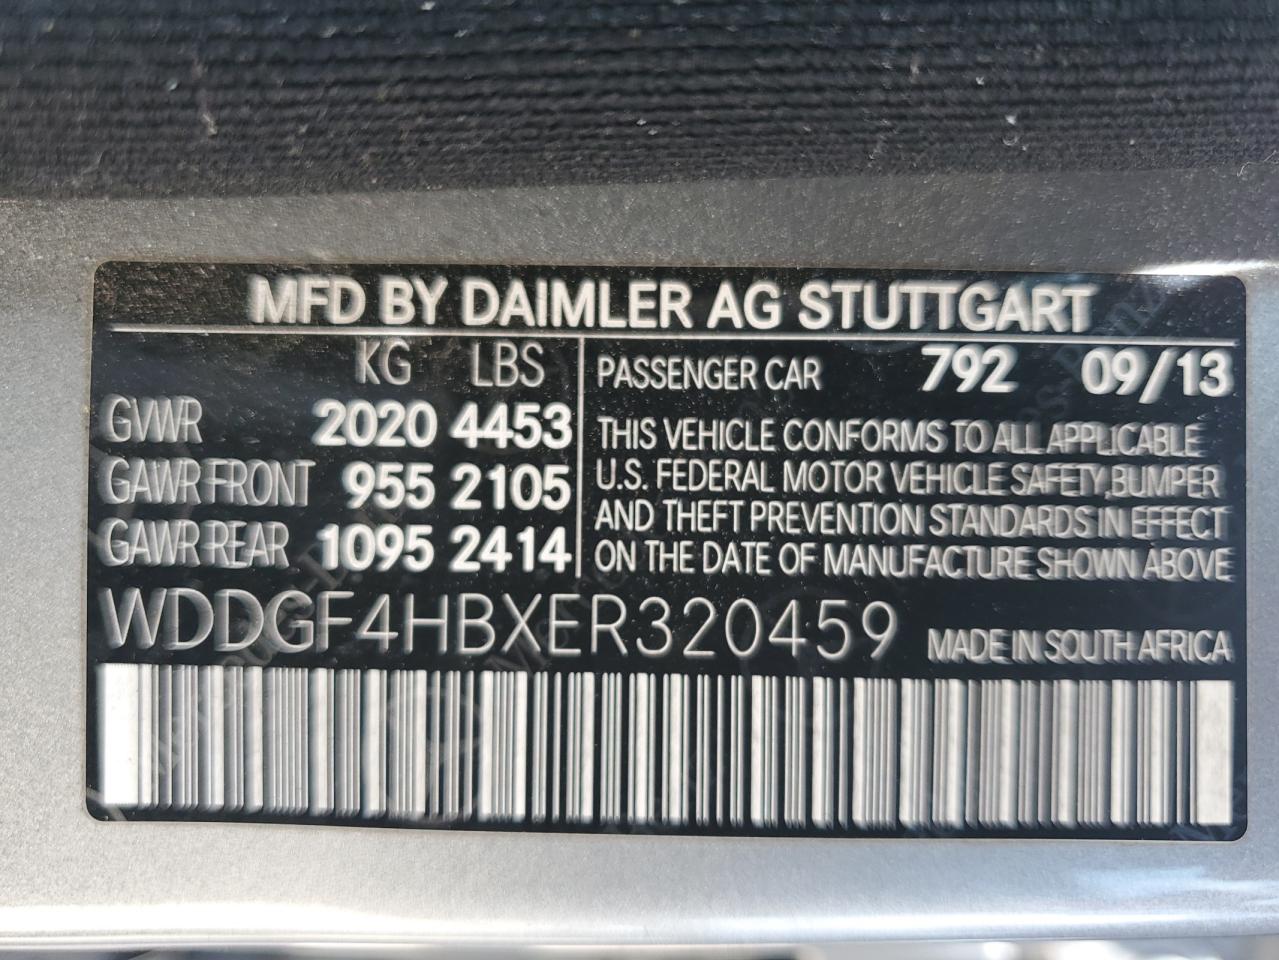 MFD BY DAIMLER AG STUTTGART
KG LBS
GVWR 2020 4453
GAWR FRONT 955 2105
GAWR REAR 1095 2414
PASSENGER CAR 792 09/13
THIS VEHICLE CONFORMS TO ALL APPLICABLE
U.S. FEDERAL MOTOR VEHICLE SAFETY,BUMPER
AND THEFT PREVENTION STANDARDS IN EFFECT
ON THE DATE OF MANUFACTURE SHOWN ABOVE
WDDGF4HBXER320459 MADE IN SOUTH AFRICA